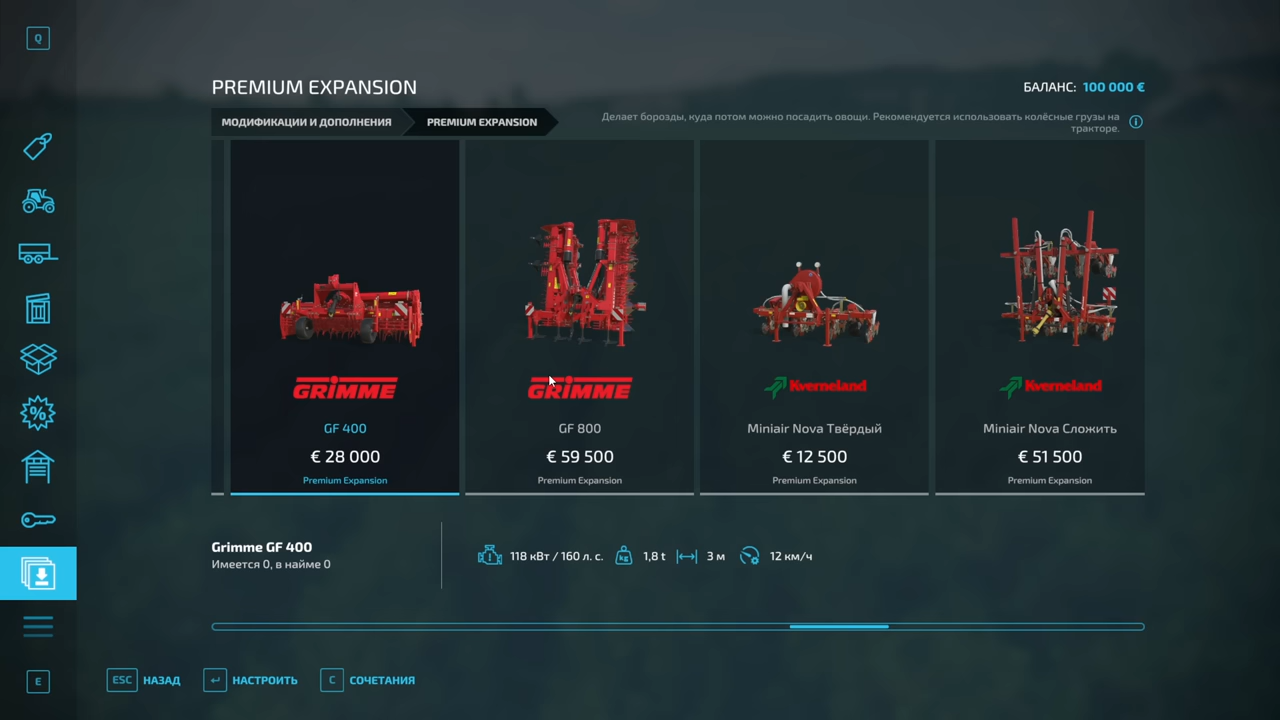 Q
PREMIUM EXPANSION
БАЛАНС: 100 000 €
МОДИФИКАЦИИ И ДОПОЛНЕНИЯ
PREMIUM EXPANSION
Делает борозды, куда потом можно посадить овощи. Рекомендуется использовать колёсные грузы на
тракторе.
GRIMME
GRIMME
Kverneland
Kverneland
GF 400
GF 800
Miniair Nova Твёрдый
Miniair Nova Сложить
€ 28 000
€ 59 500
€ 12 500
€ 51 500
Premium Expansion
Premium Expansion
Premium Expansion
Premium Expansion
Grimme GF 400
Имеется 0, в найме 0
118 кВт / 160 л. с.
kg
1,8 t
3 м
12 км/ч
E
ESC НАЗАД
↵ НАСТРОИТЬ
C СОЧЕТАНИЯ